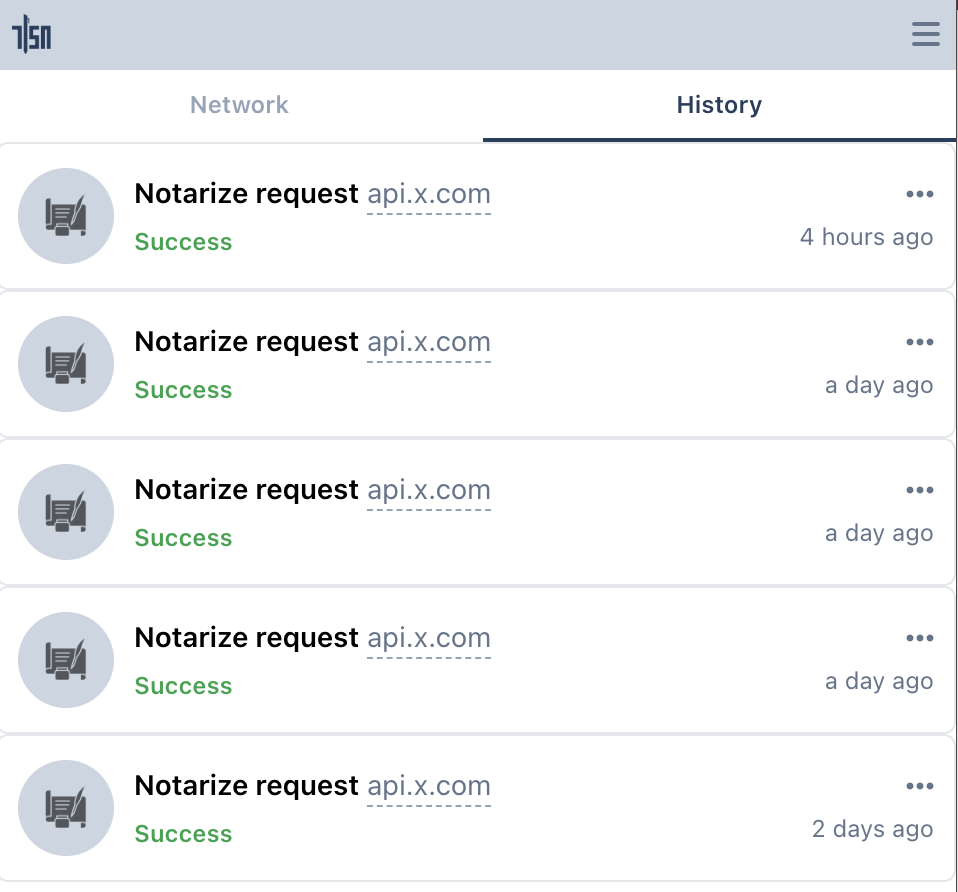 TLSN
Network
History
Notarize request api.x.com
Success
4 hours ago
Notarize request api.x.com
Success
a day ago
Notarize request api.x.com
Success
a day ago
Notarize request api.x.com
Success
a day ago
Notarize request api.x.com
Success
2 days ago